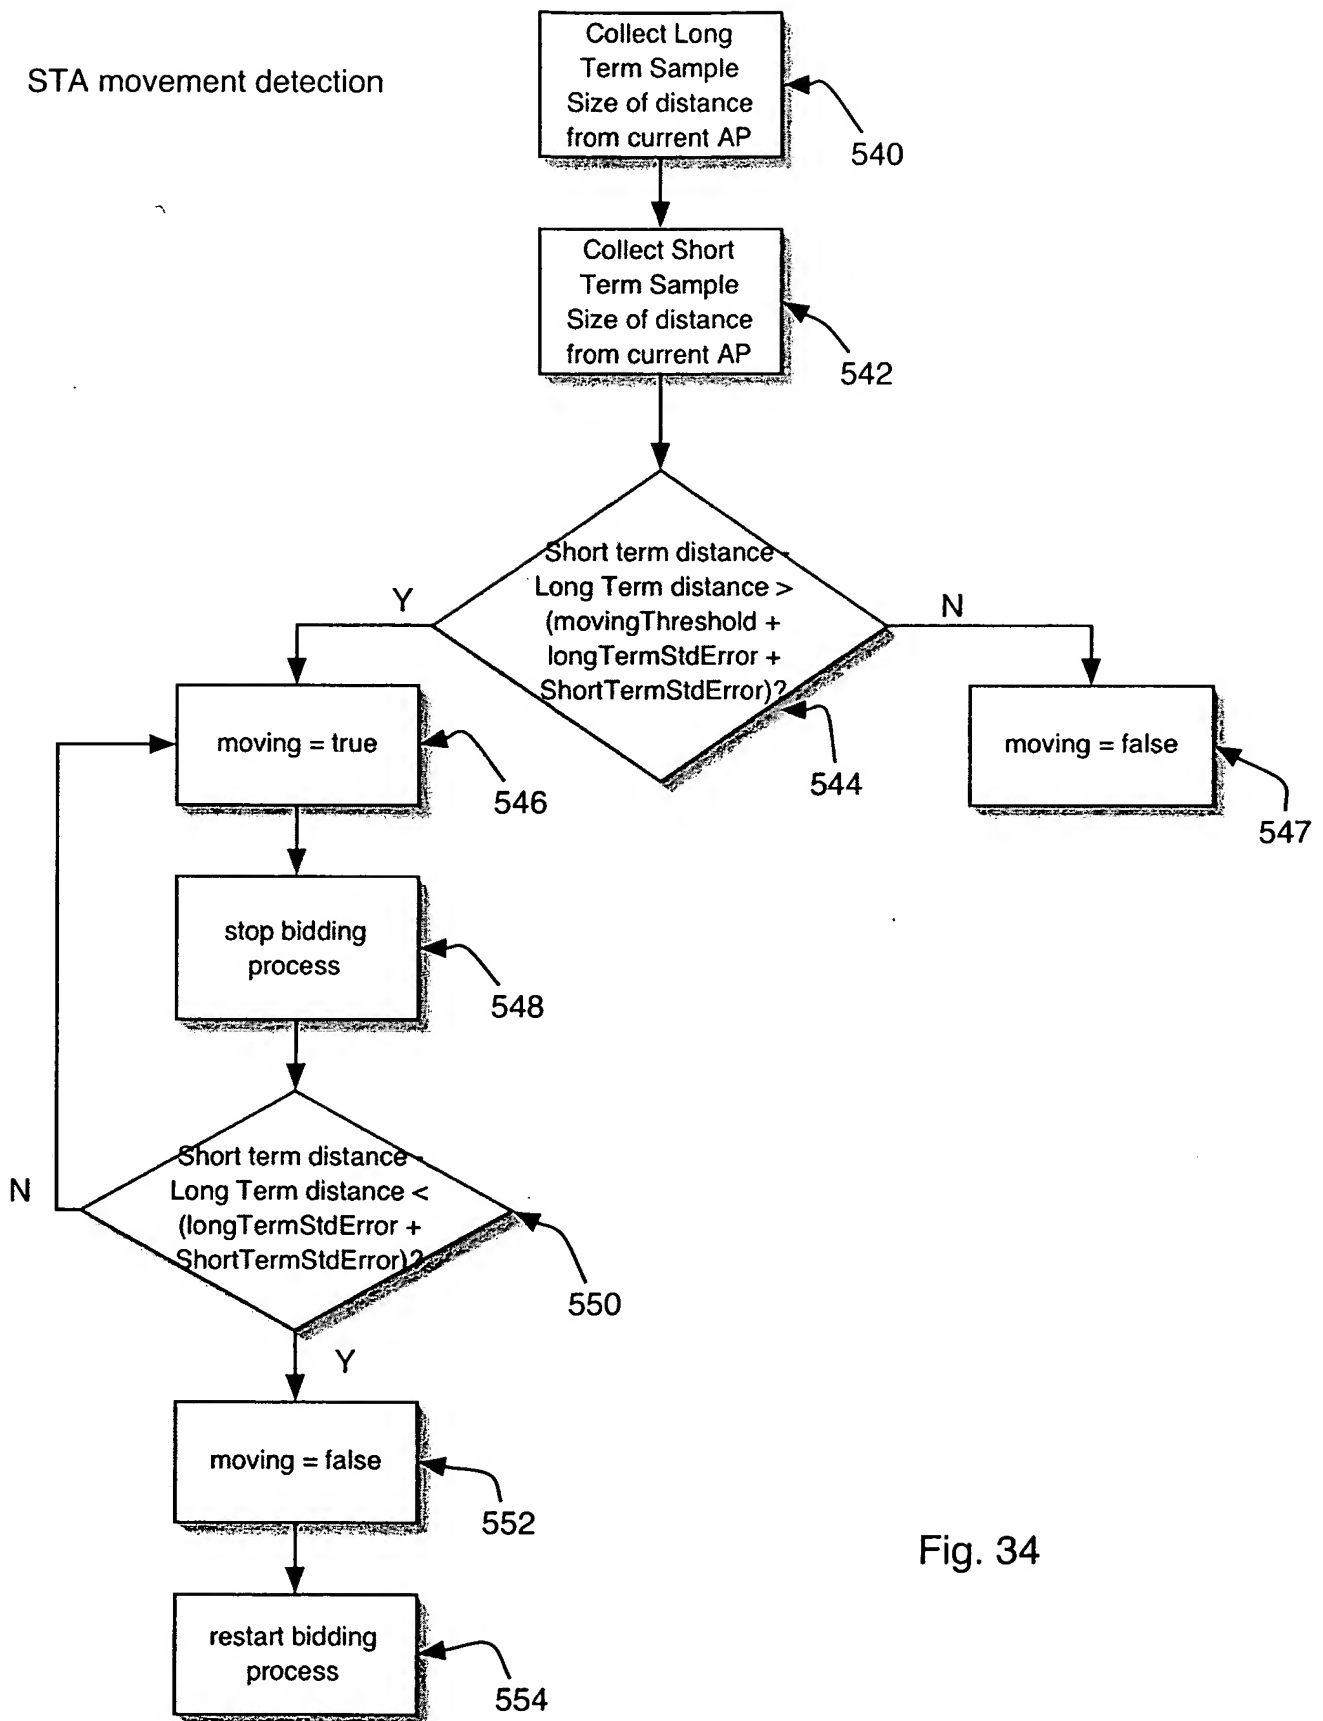 STA movement detection
Collect Long
Term Sample
Size of distance
from current AP
540
Collect Short
Term Sample
Size of distance
from current AP
542
Short term distance -
Long Term distance >
(movingThreshold +
longTermStdError +
ShortTermStdError)?
Y
N
544
moving = true
546
moving = false
547
stop bidding
process
548
Short term distance -
Long Term distance <
(longTermStdError +
ShortTermStdError)?
N
550
Y
moving = false
552
restart bidding
process
554
Fig. 34